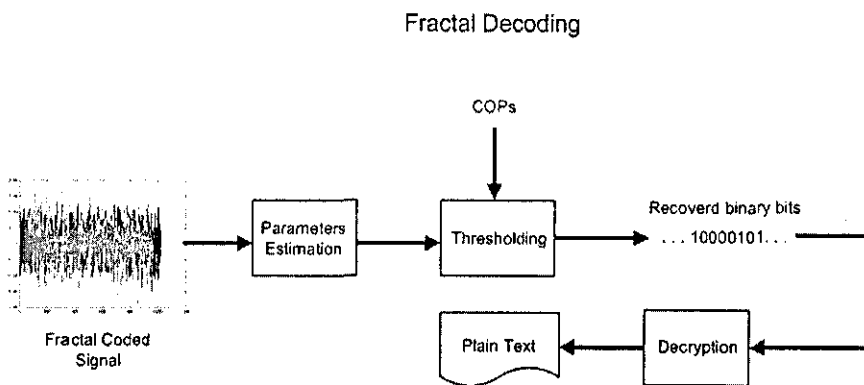 Fractal Decoding
COPs
Parameters
Estimation
Thresholding
Recoverd binary bits
. . . 10000101. . .
Fractal Coded
Signal
Plain Text
Decryption